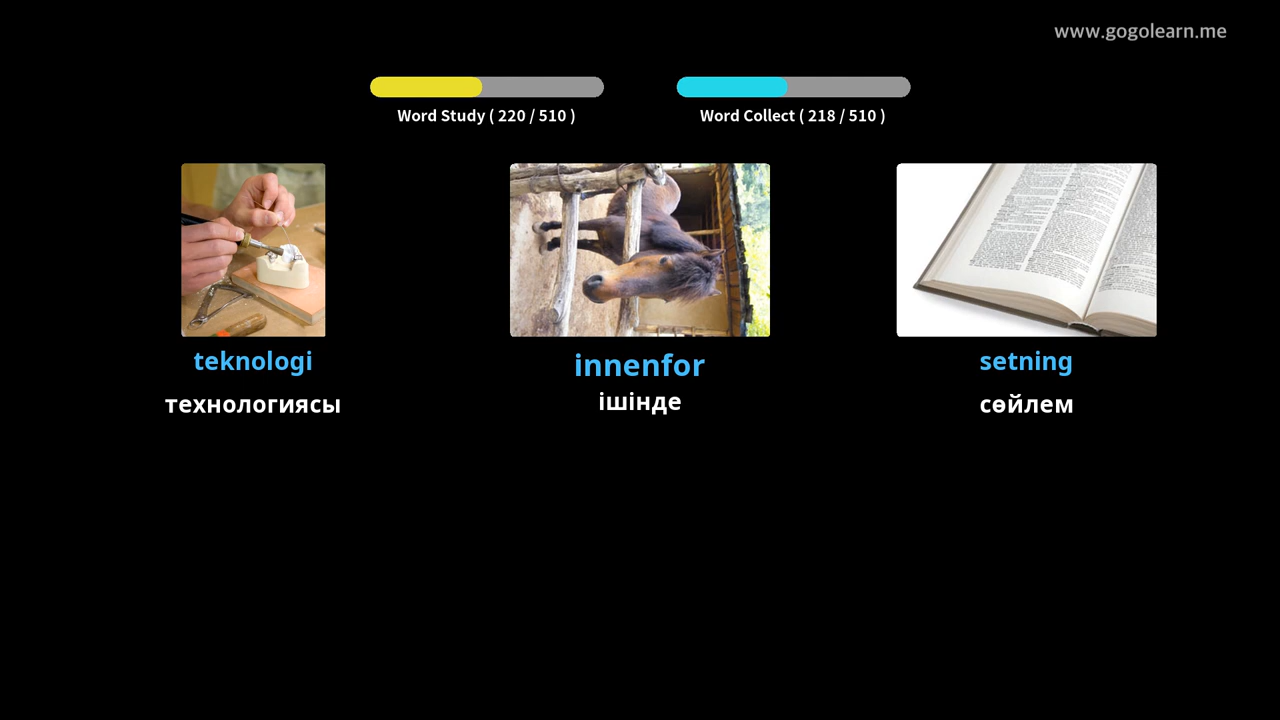 www.gogolearn.me
Word Study ( 220 / 510 )
Word Collect ( 218 / 510 )
teknologi
технологиясы
innenfor
ішінде
setning
сөйлем